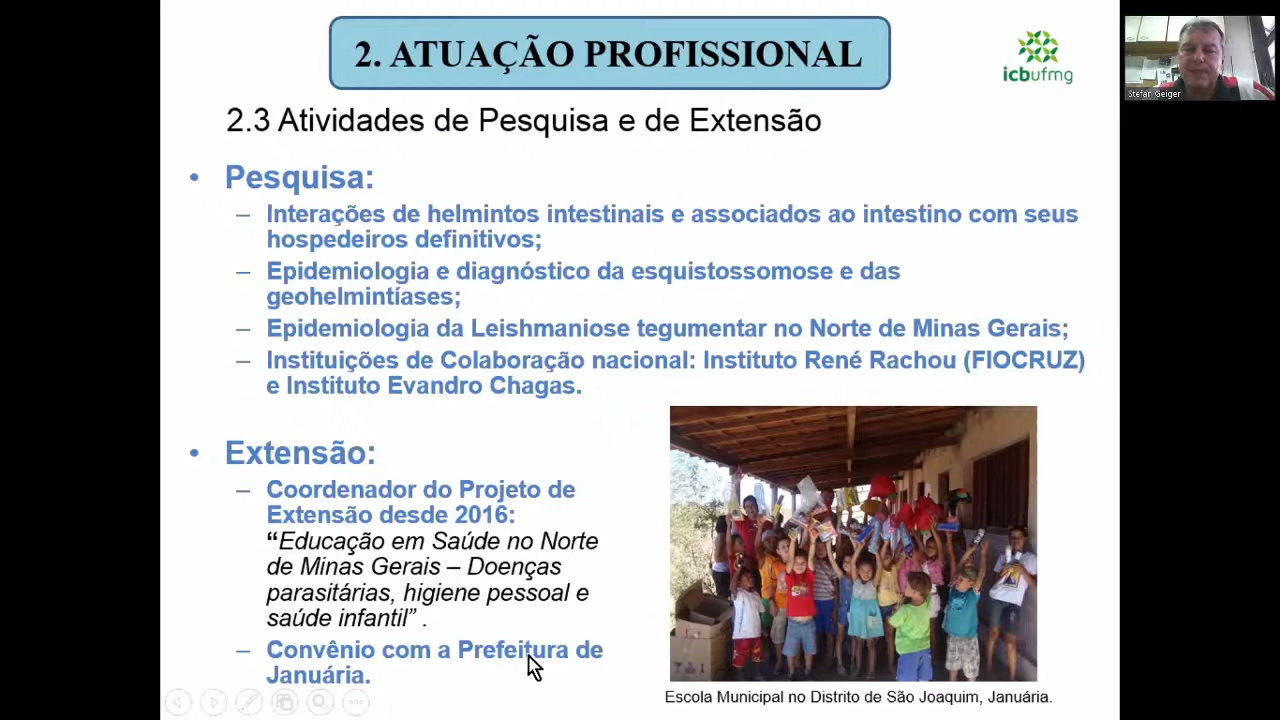 2. ATUAÇÃO PROFISSIONAL
icbufmg
Stefan Geiger
2.3 Atividades de Pesquisa e de Extensão
• Pesquisa:
– Interações de helmintos intestinais e associados ao intestino com seus
hospedeiros definitivos;
– Epidemiologia e diagnóstico da esquistossomose e das
geohelmintíases;
– Epidemiologia da Leishmaniose tegumentar no Norte de Minas Gerais;
– Instituições de Colaboração nacional: Instituto René Rachou (FIOCRUZ)
e Instituto Evandro Chagas.
• Extensão:
– Coordenador do Projeto de
Extensão desde 2016:
“Educação em Saúde no Norte
de Minas Gerais – Doenças
parasitárias, higiene pessoal e
saúde infantil” .
– Convênio com a Prefeitura de
Januária.
Escola Municipal no Distrito de São Joaquim, Januária.